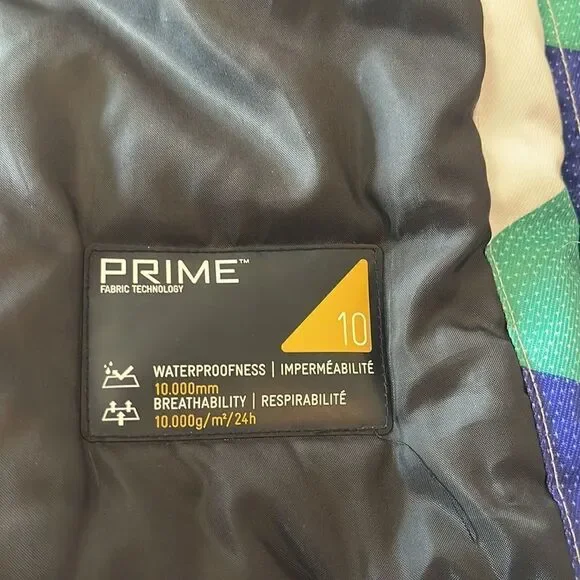 PRIME™
FABRIC TECHNOLOGY
10
WATERPROOFNESS | IMPERMÉABILITÉ
10.000mm
BREATHABILITY | RESPIRABILITÉ
10.000g/m²/24h